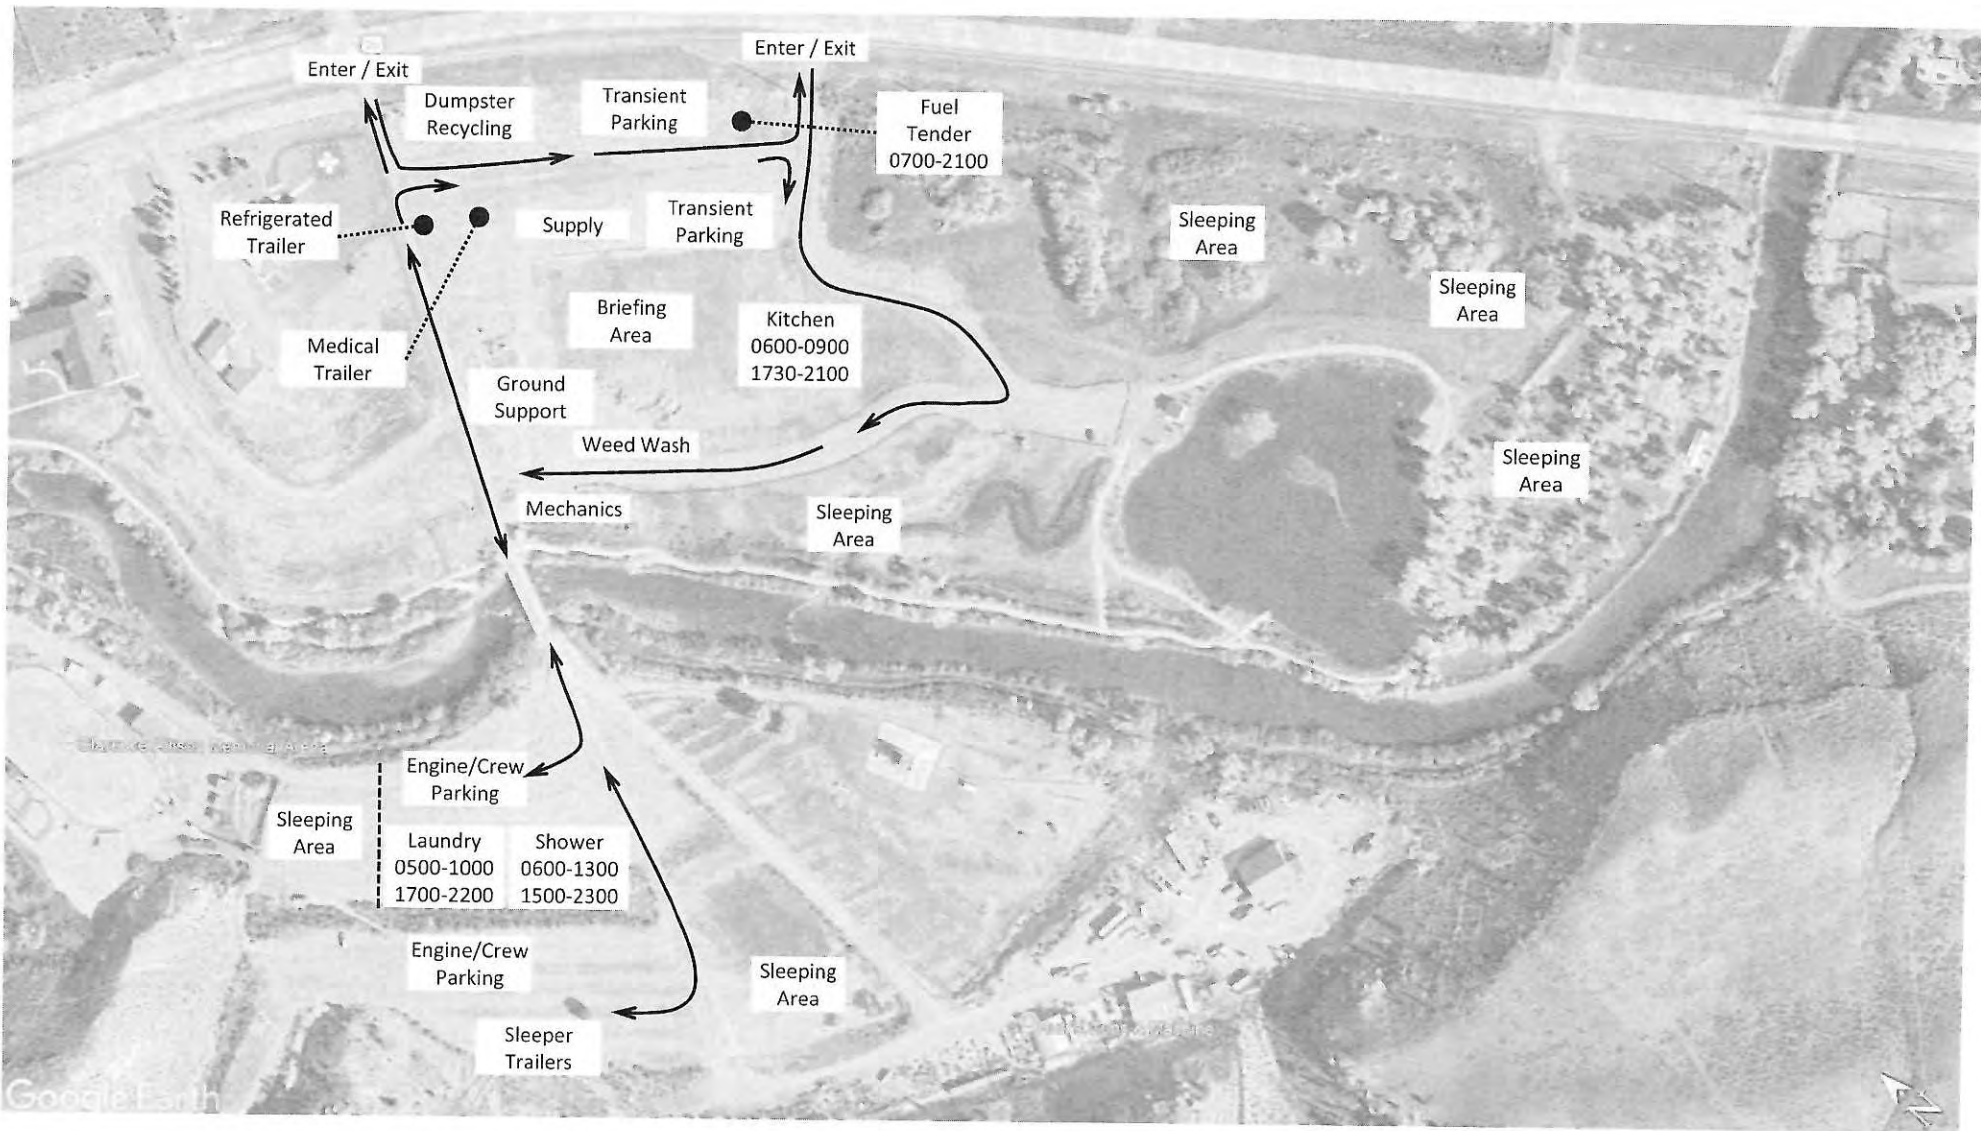 Enter / Exit
Enter / Exit
Dumpster
Recycling
Transient
Parking
Fuel
Tender
0700-2100
Refrigerated
Trailer
Supply
Transient
Parking
Sleeping
Area
Sleeping
Area
Briefing
Area
Kitchen
0600-0900
1730-2100
Medical
Trailer
Ground
Support
Weed Wash
Sleeping
Area
Mechanics
Sleeping
Area
Engine/Crew
Parking
Sleeping
Area
Laundry
0500-1000
1700-2200
Shower
0600-1300
1500-2300
Engine/Crew
Parking
Sleeping
Area
Sleeper
Trailers
Google Earth
N